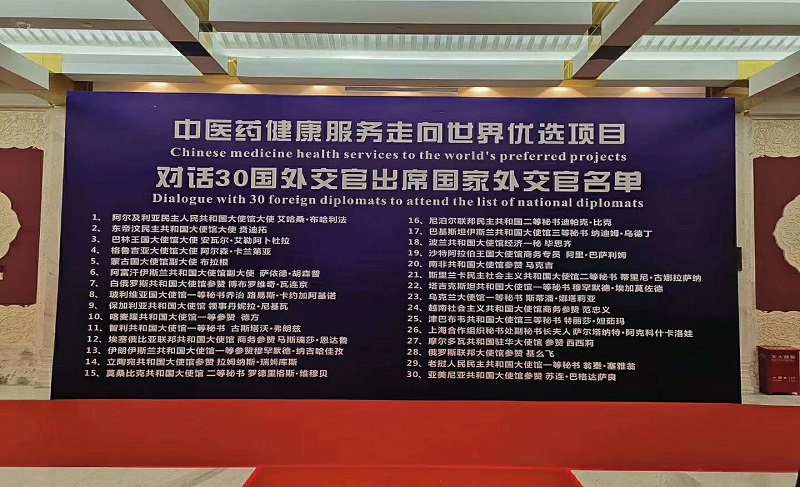 中医药健康服务走向世界优选项目
Chinese medicine health services to the world's preferred projects
对话30国外交官出席国家外交官名单
Dialogue with 30 foreign diplomats to attend the list of national diplomats
1、 阿尔及利亚民主人民共和国大使馆大使 艾哈桑·布哈利法
2、 东帝汶民主共和国大使馆大使 贲迪拓
3、 巴林王国大使馆大使 安瓦尔·艾勒阿卜杜拉
4、 格鲁吉亚大使馆大使 阿尔森·卡兰第亚
5、 蒙古国大使馆副大使 布拉根
6、 阿富汗伊斯兰共和国大使馆副大使 萨依德·胡森普
7、 白俄罗斯共和国大使馆参赞 博布罗维奇·瓦连京
8、 玻利维亚国大使馆一等秘书乔治 路易斯·卡约加阿基诺
9、 保加利亚共和国大使馆 领事丹妮拉·尼基瓦
10、 喀麦隆共和国大使馆一等参赞 德方
11、 智利共和国大使馆一等秘书 古斯塔沃·弗朗兹
12、 埃塞俄比亚联邦共和国大使馆 商务参赞 马斯瑞莎·恩达鲁
13、 伊朗伊斯兰共和国大使馆一等参赞穆罕默德·纳吉哈佳孜
14、 立陶宛共和国大使馆参赞 拉姆纳斯·瑞姆库斯
15、 莫桑比克共和国大使馆 二等秘书 罗德里格斯·维穆贝
16、 尼泊尔联邦民主共和国二等秘书迪帕克·比克
17、 巴基斯坦伊斯兰共和国大使馆三等秘书 纳迪姆·乌德丁
18、 波兰共和国大使馆经济一秘 毕思齐
19、 沙特阿拉伯王国大使馆商务专员 阿里·巴萨利姆
20、 南非共和国大使馆参赞 马克吉
21、 斯里兰卡民主社会主义共和国大使馆二等秘书 蒂里尼·古娜拉萨纳
22、 塔吉克斯坦共和国大使馆一等秘书 穆罕默德·埃加莫佐德
23、 乌克兰大使馆一等秘书 斯蒂潘·娜塔莉亚
24、 越南社会主义共和国大使馆商务参赞 范忠义
25、 津巴布韦共和国大使馆三等秘书 特丽莎·妲茹玛
26、 上海合作组织秘书处副秘书长夫人萨尔塔纳特·阿克科什卡洛娃
27、 摩尔多瓦共和国驻华大使馆 参赞 西西莉
28、 俄罗斯联邦大使馆参赞 基么飞
29、 老挝人民民主共和国大使馆一等秘书 翁泰·塞雅翁
30、 亚美尼亚共和国大使馆参赞 苏连·巴格达萨良